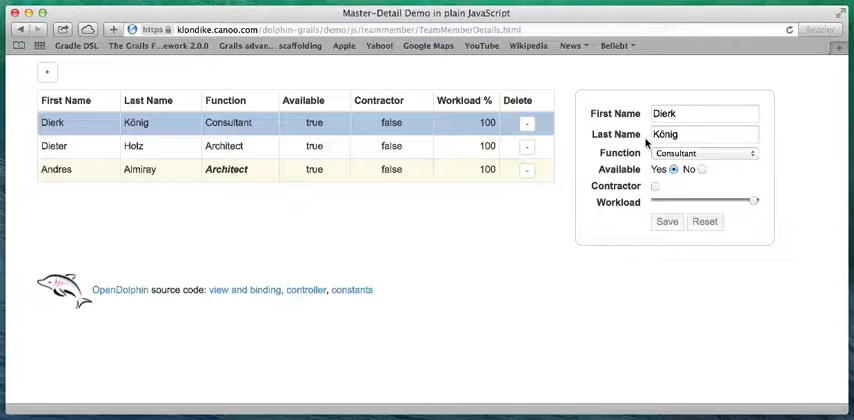 Master-Detail Demo in plain JavaScript
https klondike.canoo.com/dolphin-grails/demo/js/teammember/TeamMemberDetails.html Reader
Gradle DSL The Grails F...ework 2.0.0 Grails advan... scaffolding Apple Yahoo! Google Maps YouTube Wikipedia News Beliebt
+
First Name Last Name Function Available Contractor Workload % Delete
Dierk König Consultant true false 100 -
Dieter Holz Architect true false 100 -
Andres Almiray Architect true false 100 -
First Name Dierk
Last Name König
Function Consultant
Available Yes No
Contractor
Workload
Save Reset
OpenDolphin source code: view and binding, controller, constants